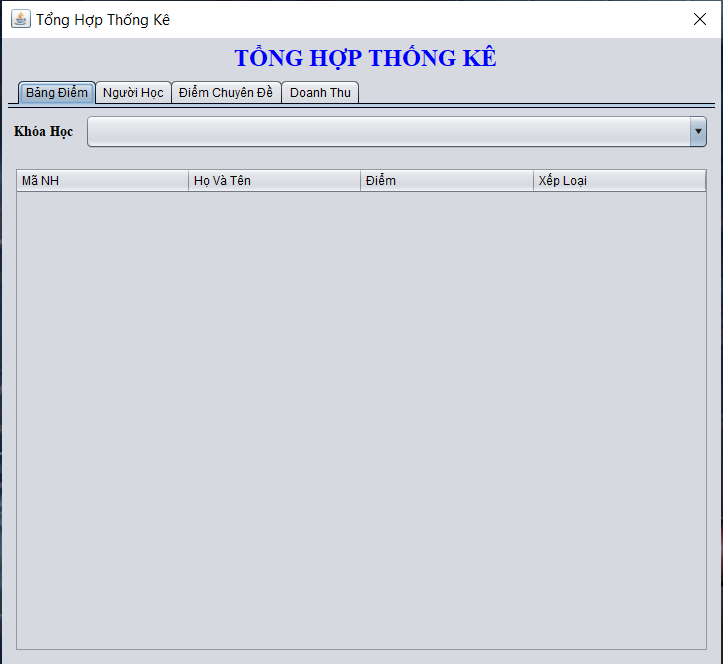 Tổng Hợp Thống Kê
TỔNG HỢP THỐNG KÊ
Bảng Điểm Người Học Điểm Chuyên Đề Doanh Thu
Khóa Học
Mã NH Họ Và Tên Điểm Xếp Loại